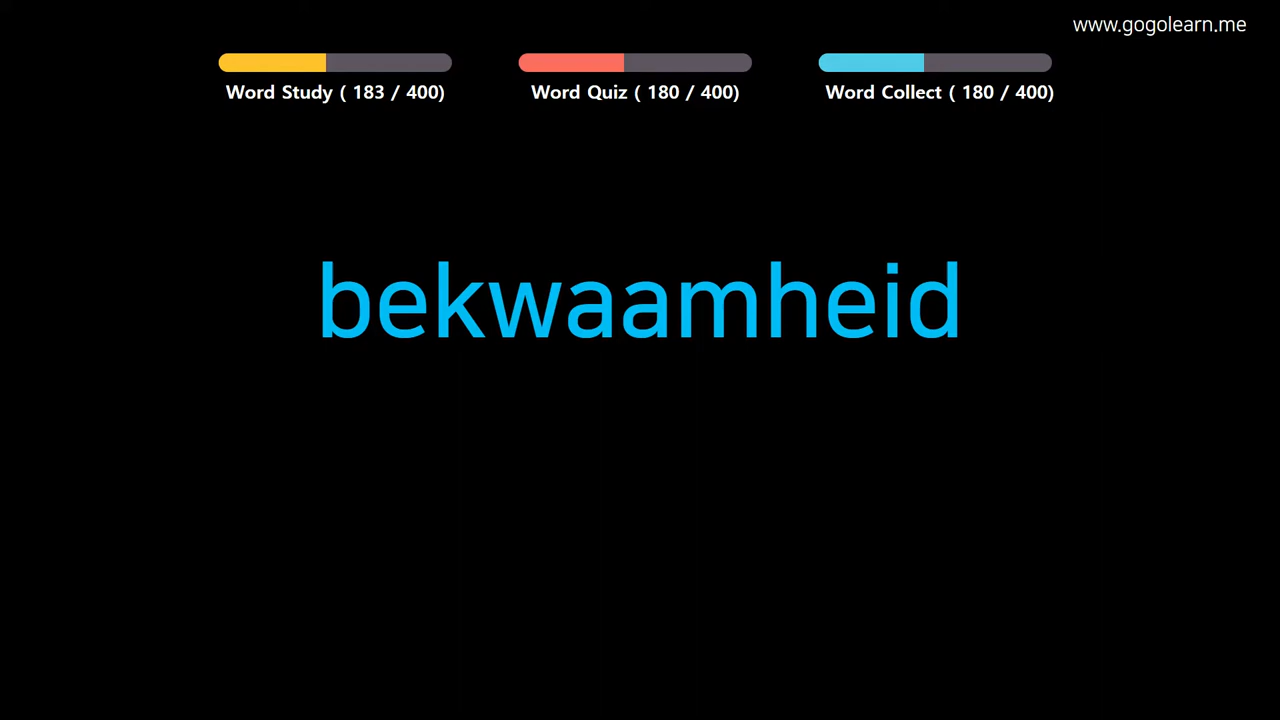 www.gogolearn.me
Word Study ( 183 / 400)
Word Quiz ( 180 / 400)
Word Collect ( 180 / 400)
bekwaamheid